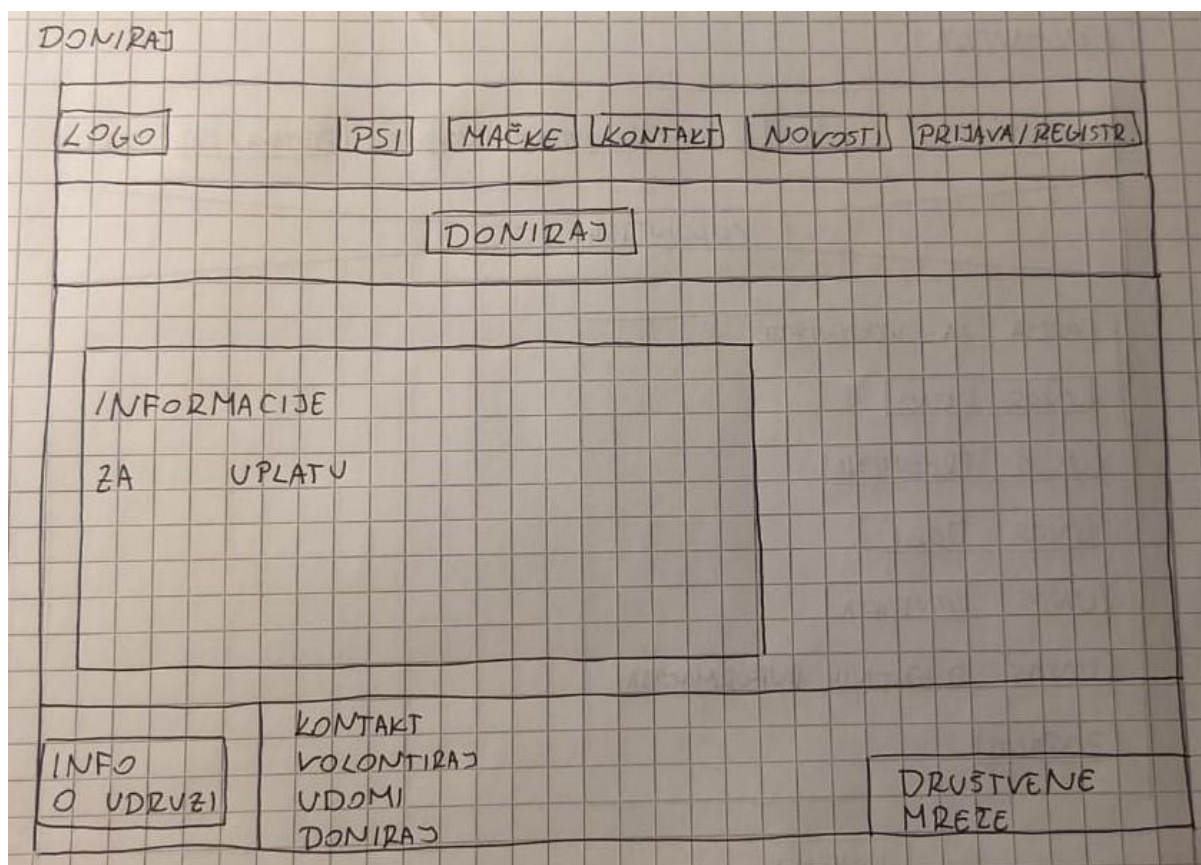 DONIRAJ
LOGO PSI MAČKE KONTAKT NOVOSTI PRIJAVA/REGISTR.
DONIRAJ
INFORMACIJE
ZA UPLATU
INFO
O UDRUZI
KONTAKT
VOLONTIRAJ
UDOMI
DONIRAJ
DRUŠTVENE
MREŽE